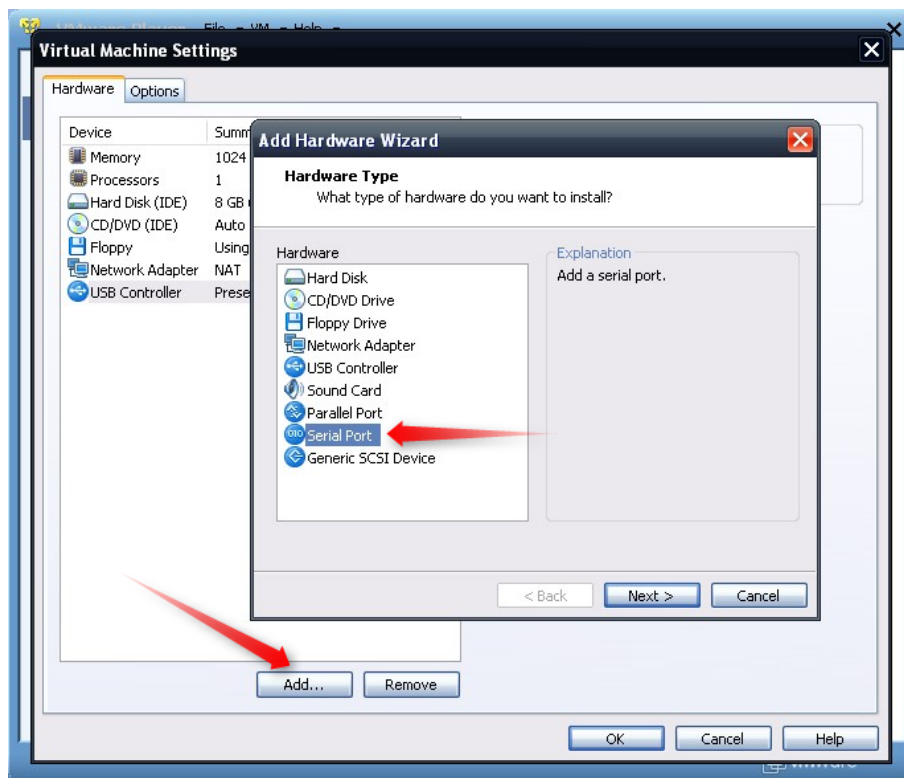 VMware Player File VM Help
Virtual Machine Settings
Hardware Options
Device Summ
Memory 1024
Processors 1
Hard Disk (IDE) 8 GB
CD/DVD (IDE) Auto
Floppy Using
Network Adapter NAT
USB Controller Prese
Add Hardware Wizard
Hardware Type
What type of hardware do you want to install?
Hardware
Hard Disk
CD/DVD Drive
Floppy Drive
Network Adapter
USB Controller
Sound Card
Parallel Port
Serial Port
Generic SCSI Device
Explanation
Add a serial port.
< Back Next > Cancel
Add... Remove
OK Cancel Help
vmware